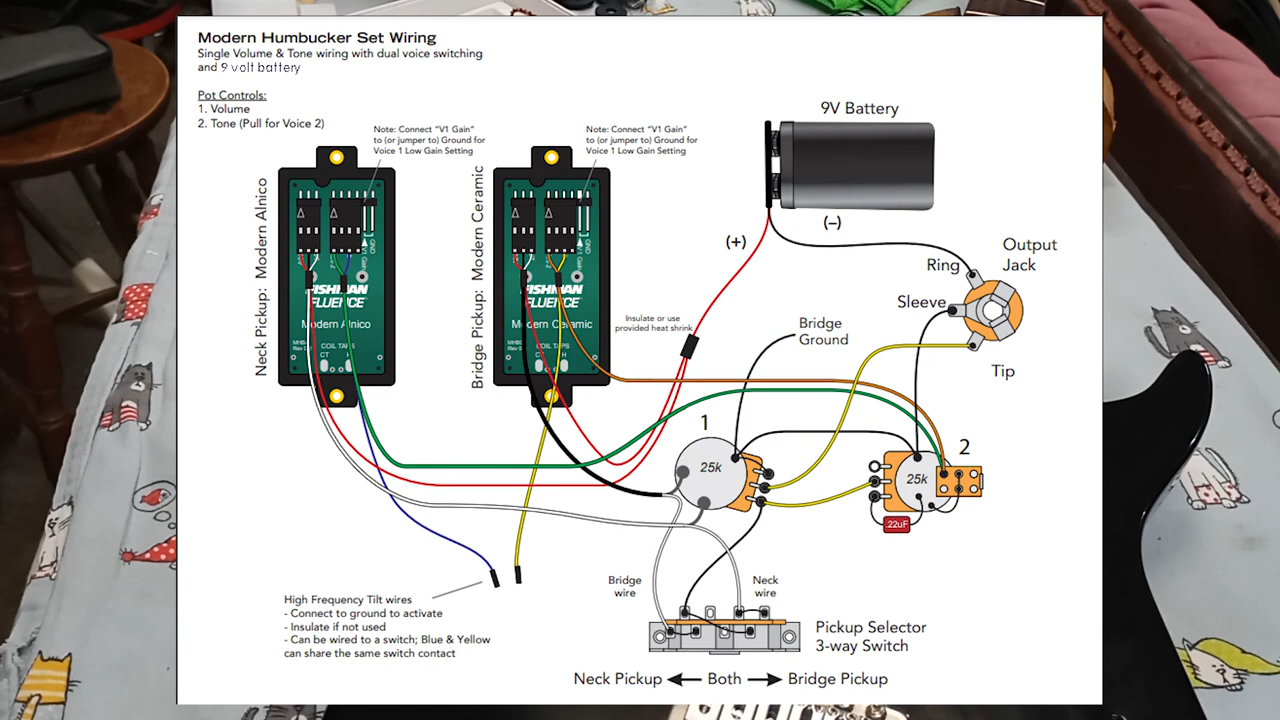 Modern Humbucker Set Wiring
Single Volume & Tone wiring with dual voice switching
and 9 volt battery
Pot Controls:
1. Volume
2. Tone (Pull for Voice 2)
Note: Connect "V1 Gain"
to (or jumper to) Ground for
Voice 1 Low Gain Setting
Note: Connect "V1 Gain"
to (or jumper to) Ground for
Voice 1 Low Gain Setting
9V Battery
(+)
(−)
Neck Pickup: Modern Alnico
GND
V1 Gain
FISHMAN
FLUENCE
Modern Alnico
COIL TAPS
Bridge Pickup: Modern Ceramic
GND
V1 Gain
FISHMAN
FLUENCE
Modern Ceramic
COIL TAPS
Output
Jack
Ring
Sleeve
Tip
Insulate or use
provided heat shrink
Bridge
Ground
1
25k
2
25k
.22uF
High Frequency Tilt wires
- Connect to ground to activate
- Insulate if not used
- Can be wired to a switch; Blue & Yellow
can share the same switch contact
Bridge
wire
Neck
wire
Pickup Selector
3-way Switch
Neck Pickup
Both
Bridge Pickup